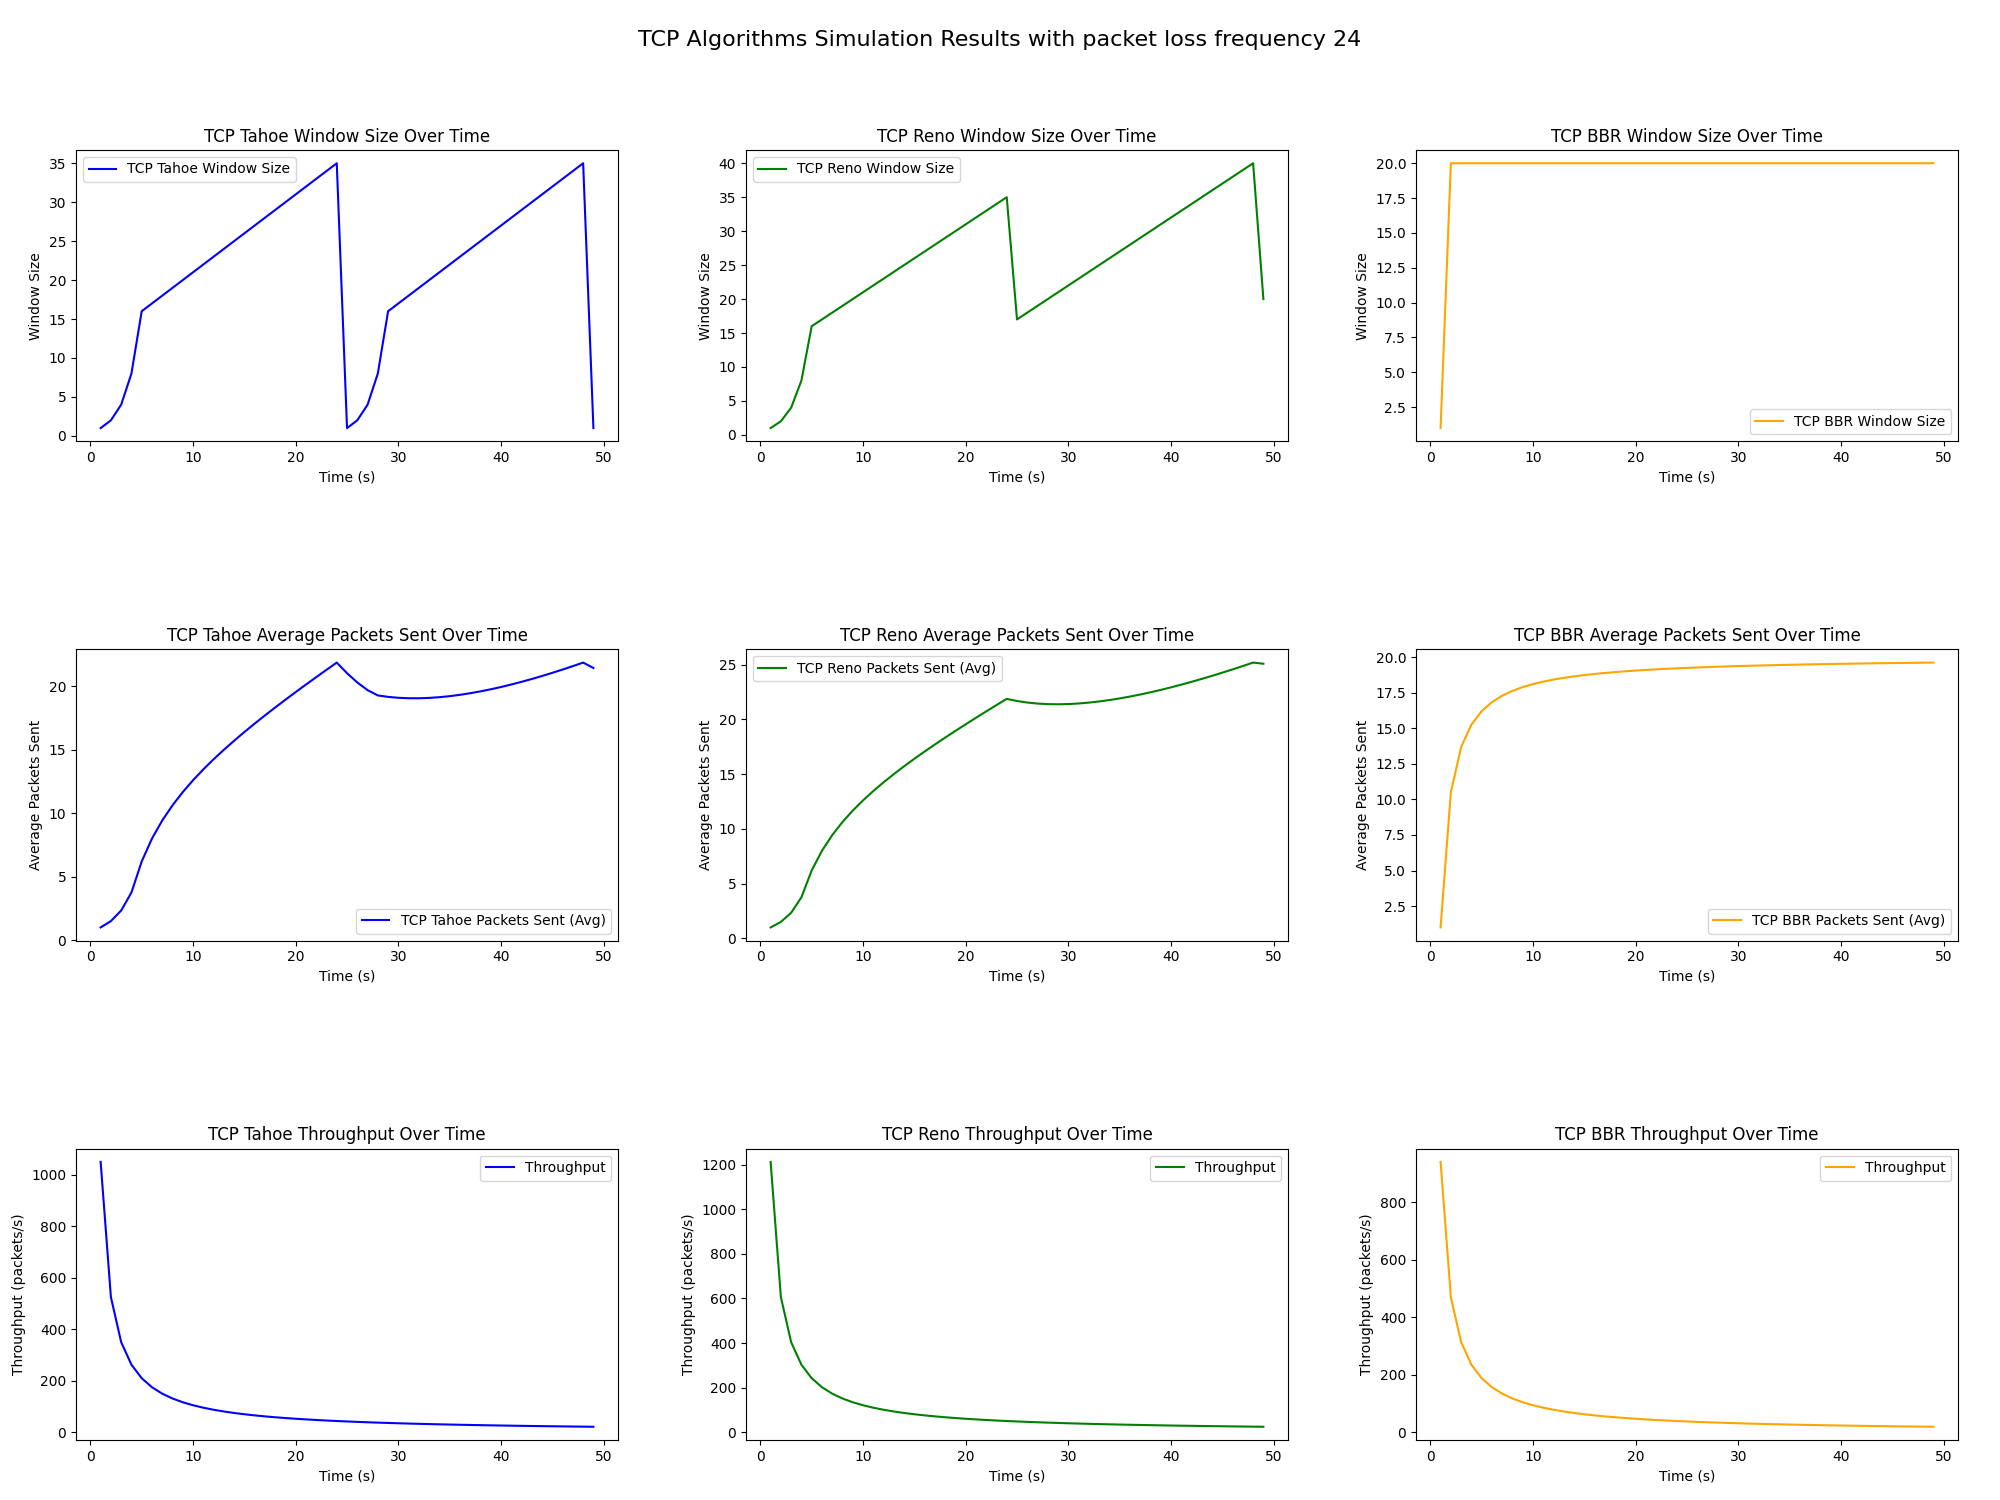 TCP Algorithms Simulation Results with packet loss frequency 24
TCP Tahoe Window Size Over Time
TCP Tahoe Window Size
Window Size
35
30
25
20
15
10
5
0
0 10 20 30 40 50
Time (s)
TCP Reno Window Size Over Time
TCP Reno Window Size
Window Size
40
35
30
25
20
15
10
5
0
0 10 20 30 40 50
Time (s)
TCP BBR Window Size Over Time
TCP BBR Window Size
Window Size
20.0
17.5
15.0
12.5
10.0
7.5
5.0
2.5
0 10 20 30 40 50
Time (s)
TCP Tahoe Average Packets Sent Over Time
TCP Tahoe Packets Sent (Avg)
Average Packets Sent
20
15
10
5
0
0 10 20 30 40 50
Time (s)
TCP Reno Average Packets Sent Over Time
TCP Reno Packets Sent (Avg)
Average Packets Sent
25
20
15
10
5
0
0 10 20 30 40 50
Time (s)
TCP BBR Average Packets Sent Over Time
TCP BBR Packets Sent (Avg)
Average Packets Sent
20.0
17.5
15.0
12.5
10.0
7.5
5.0
2.5
0 10 20 30 40 50
Time (s)
TCP Tahoe Throughput Over Time
Throughput
Throughput (packets/s)
1000
800
600
400
200
0
0 10 20 30 40 50
Time (s)
TCP Reno Throughput Over Time
Throughput
Throughput (packets/s)
1200
1000
800
600
400
200
0
0 10 20 30 40 50
Time (s)
TCP BBR Throughput Over Time
Throughput
Throughput (packets/s)
800
600
400
200
0
0 10 20 30 40 50
Time (s)